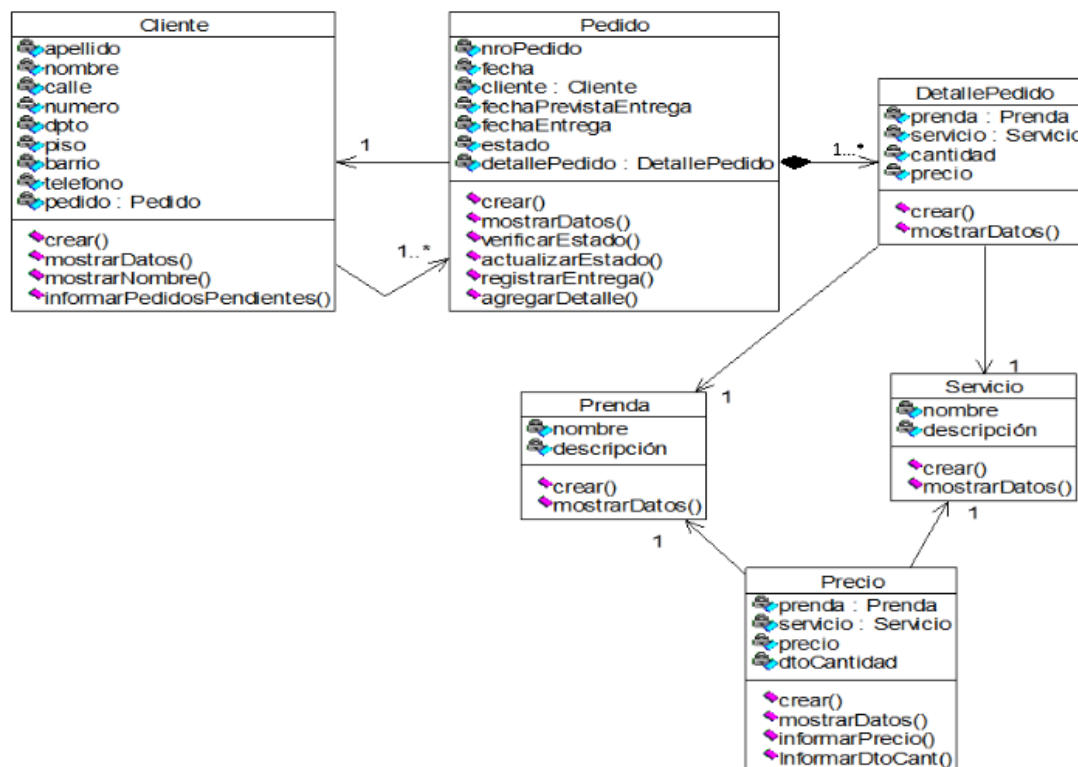 Cliente
apellido
nombre
calle
numero
dpto
piso
barrio
telefono
pedido : Pedido
crear()
mostrarDatos()
mostrarNombre()
informarPedidosPendientes()
1
1..*
Pedido
nroPedido
fecha
cliente : Cliente
fechaPrevistaEntrega
fechaEntrega
estado
detallePedido : DetallePedido
crear()
mostrarDatos()
verificarEstado()
actualizarEstado()
registrarEntrega()
agregarDetalle()
1...*
DetallePedido
prenda : Prenda
servicio : Servicio
cantidad
precio
crear()
mostrarDatos()
1
1
Prenda
nombre
descripción
crear()
mostrarDatos()
Servicio
nombre
descripción
crear()
mostrarDatos()
1
1
Precio
prenda : Prenda
servicio : Servicio
precio
dtoCantidad
crear()
mostrarDatos()
informarPrecio()
InformarDtoCant()